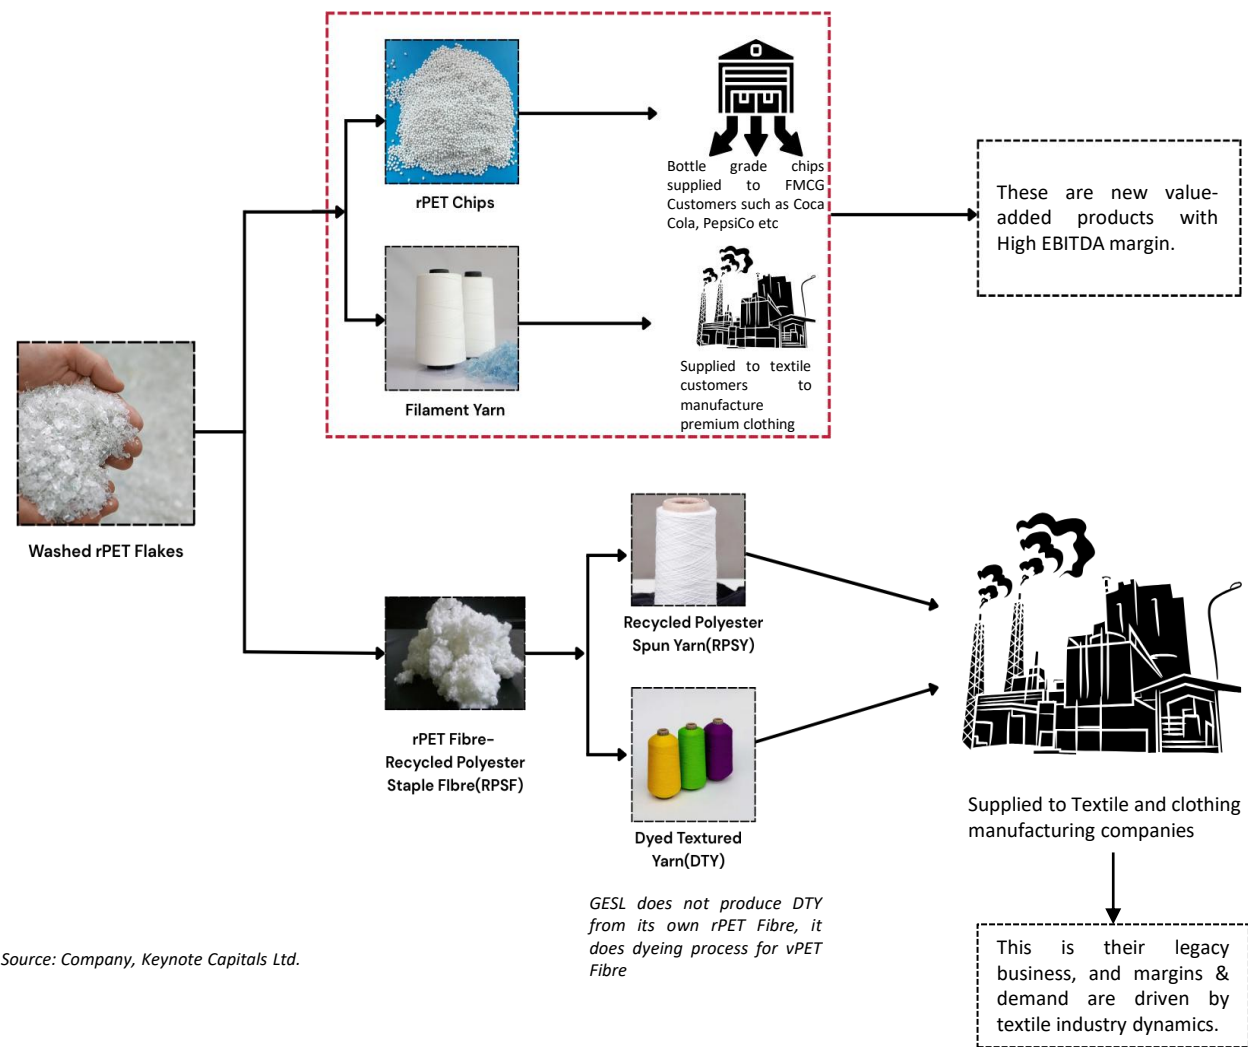 rPET Chips
Bottle grade chips
supplied to FMCG
Customers such as Coca
Cola, PepsiCo etc
These are new value-
added products with
High EBITDA margin.
Filament Yarn
Supplied to textile
customers to
manufacture
premium clothing
Washed rPET Flakes
Recycled Polyester
Spun Yarn(RPSY)
rPET Fibre-
Recycled Polyester
Staple FIbre(RPSF)
Dyed Textured
Yarn(DTY)
GESL does not produce DTY
from its own rPET Fibre, it
does dyeing process for vPET
Fibre
Supplied to Textile and clothing
manufacturing companies
This is their legacy
business, and margins &
demand are driven by
textile industry dynamics.
Source: Company, Keynote Capitals Ltd.